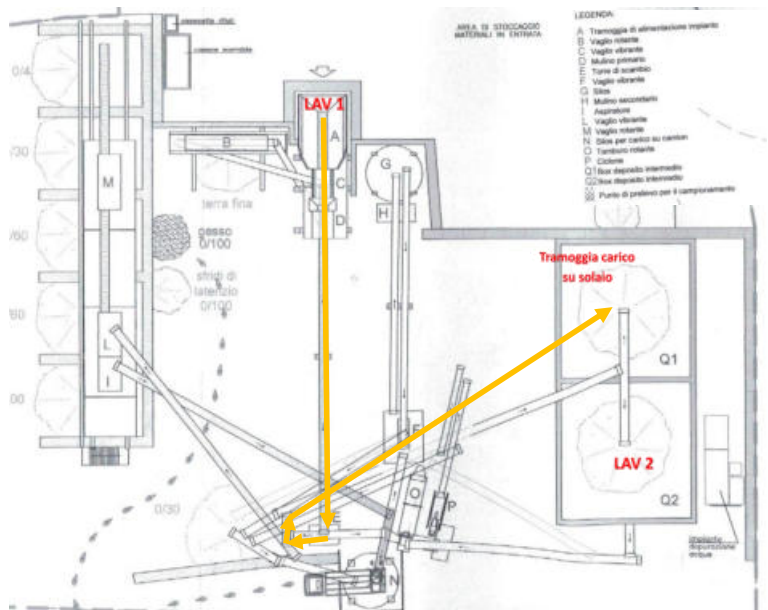 cassone scarrabile
AREA DI STOCCAGGIO
MATERIALI IN ENTRATA
LEGENDA:
A Tramoggia di alimentazione impianto
B Vaglio rotante
C Vaglio vibrante
D Mulino primario
E Torre di scambio
F Vaglio vibrante
G Silos
H Mulino secondario
I Aspiratore
L Vaglio vibrante
M Vaglio rotante
N Silos per carico su camion
O Tamburo rotante
P Ciclone
Q1 Box deposito intermedio
Q2 Box deposito intermedio
Punto di prelievo per il campionamento
0/4
LAV 1
A
B
G
/30
C
M
H
D
terra fina
gesso
0/100
/60
sfridi di
laterizio
0/100
Tramoggia carico
su solaio
L
Q1
I
00
F
LAV 2
O
P
Q2
0/30
E
N